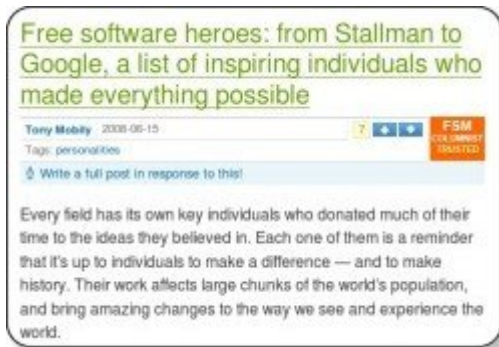 Free software heroes: from Stallman to
Google, a list of inspiring individuals who
made everything possible
Tony Mobily 2008-06-15 7 FSM
COLUMNIST
TRUSTED
Tags: personalities
Write a full post in response to this!
Every field has its own key individuals who donated much of their
time to the ideas they believed in. Each one of them is a reminder
that it's up to individuals to make a difference — and to make
history. Their work affects large chunks of the world's population,
and bring amazing changes to the way we see and experience the
world.